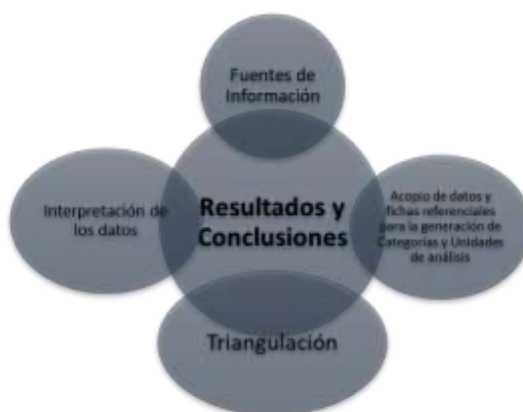 Fuentes de
Información
Interpretación de
los datos
Resultados y
Conclusiones
Acopio de datos y
fichas referenciales
para la generación de
Categorías y Unidades
de análisis
Triangulación